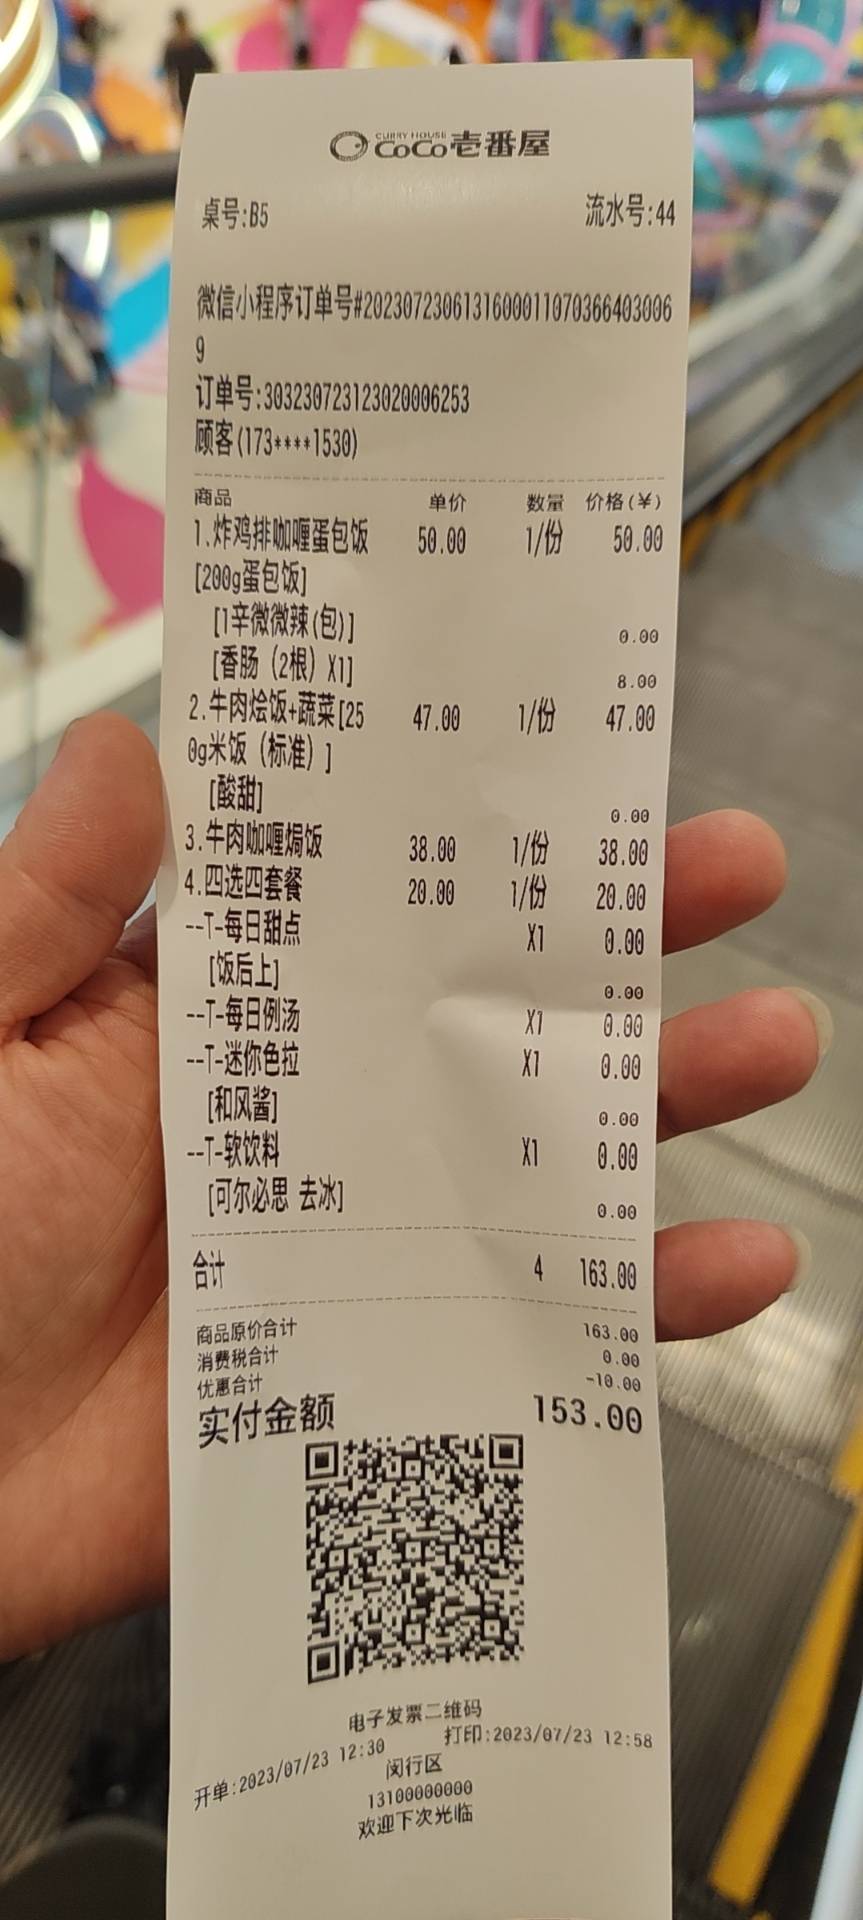 CURRY HOUSE
CoCo壱番屋
桌号:B5 流水号:44
微信小程序订单号#2023072306131600011070366403006
9
订单号:303230723123020006253
顾客(173****1530)
商品 单价 数量 价格(¥)
1.炸鸡排咖喱蛋包饭 50.00 1/份 50.00
[200g蛋包饭]
[1辛微微辣(包)] 0.00
[香肠（2根）X1] 8.00
2.牛肉烩饭+蔬菜[25 47.00 1/份 47.00
0g米饭（标准）]
[酸甜] 0.00
3.牛肉咖喱焗饭 38.00 1/份 38.00
4.四选四套餐 20.00 1/份 20.00
--T-每日甜点 X1 0.00
[饭后上] 0.00
--T-每日例汤 X1 0.00
--T-迷你色拉 X1 0.00
[和风酱] 0.00
--T-软饮料 X1 0.00
[可尔必思 去冰] 0.00
合计 4 163.00
商品原价合计 163.00
消费税合计 0.00
优惠合计 -10.00
实付金额 153.00
电子发票二维码
开单:2023/07/23 12:30 打印:2023/07/23 12:58
闵行区
13100000000
欢迎下次光临